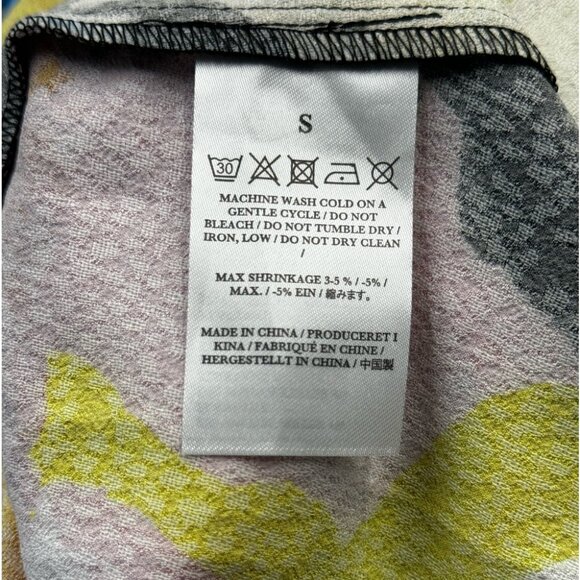 S
30
MACHINE WASH COLD ON A
GENTLE CYCLE / DO NOT
BLEACH / DO NOT TUMBLE DRY /
IRON, LOW / DO NOT DRY CLEAN
/
MAX SHRINKAGE 3-5 % / -5% /
MAX. / -5% EIN / 縮みます。
MADE IN CHINA / PRODUCERET I
KINA / FABRIQUÉ EN CHINE /
HERGESTELLT IN CHINA / 中国製